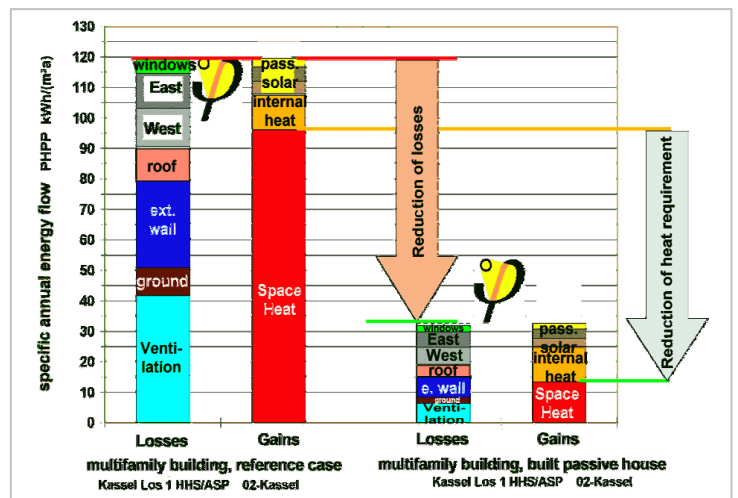 specific annual energy flow PHPP kWh/(m²a)
130
120
110
100
90
80
70
60
50
40
30
20
10
0
windows
East
West
roof
ext.
wall
ground
Venti-
lation
pass.
solar
internal
heat
Space
Heat
Reduction of losses
Reduction of heat requirement
windows
East
West
roof
e. wall
ground
Venti-
lation
pass.
solar
internal
heat
Space
Heat
Losses Gains Losses Gains
multifamily building, reference case multifamily building, built passive house
Kassel Los 1 HHS/ASP 02-Kassel Kassel Los 1 HHS/ASP 02-Kassel